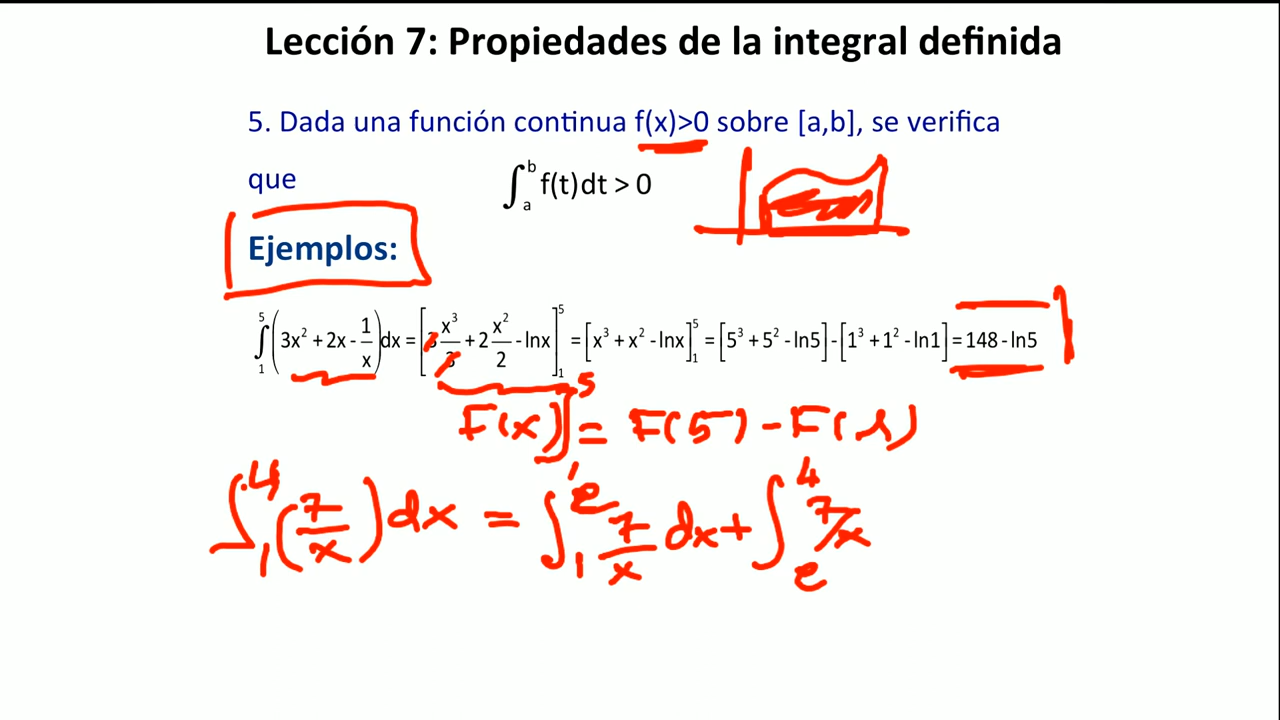 Lección 7: Propiedades de la integral definida
5. Dada una función continua f(x)>0 sobre [a,b], se verifica
que ∫_a^b f(t)dt > 0
Ejemplos:
∫_1^5 (3x² + 2x - 1/x)dx = [3 x³/3 + 2 x²/2 - lnx]_1^5 = [x³ + x² - lnx]_1^5 = [5³ + 5² - ln5] - [1³ + 1² - ln1] = 148 - ln5
F(x)]_1^5 = F(5) - F(1)
∫_1^4 (7/x) dx = ∫_1^e 7/x dx + ∫_e^4 7/x